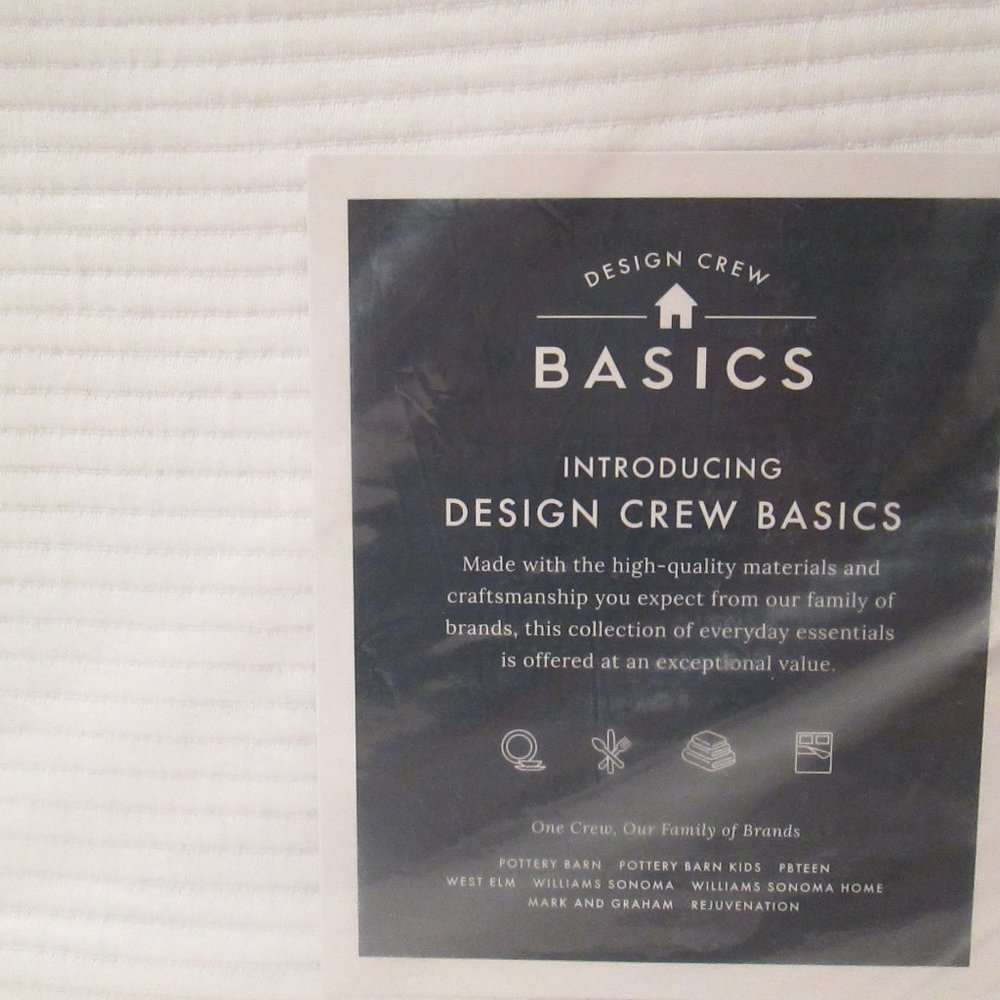 DESIGN CREW
BASICS
INTRODUCING
DESIGN CREW BASICS
Made with the high-quality materials and
craftsmanship you expect from our family of
brands, this collection of everyday essentials
is offered at an exceptional value.
One Crew, Our Family of Brands
POTTERY BARN POTTERY BARN KIDS PBTEEN
WEST ELM WILLIAMS SONOMA WILLIAMS SONOMA HOME
MARK AND GRAHAM REJUVENATION